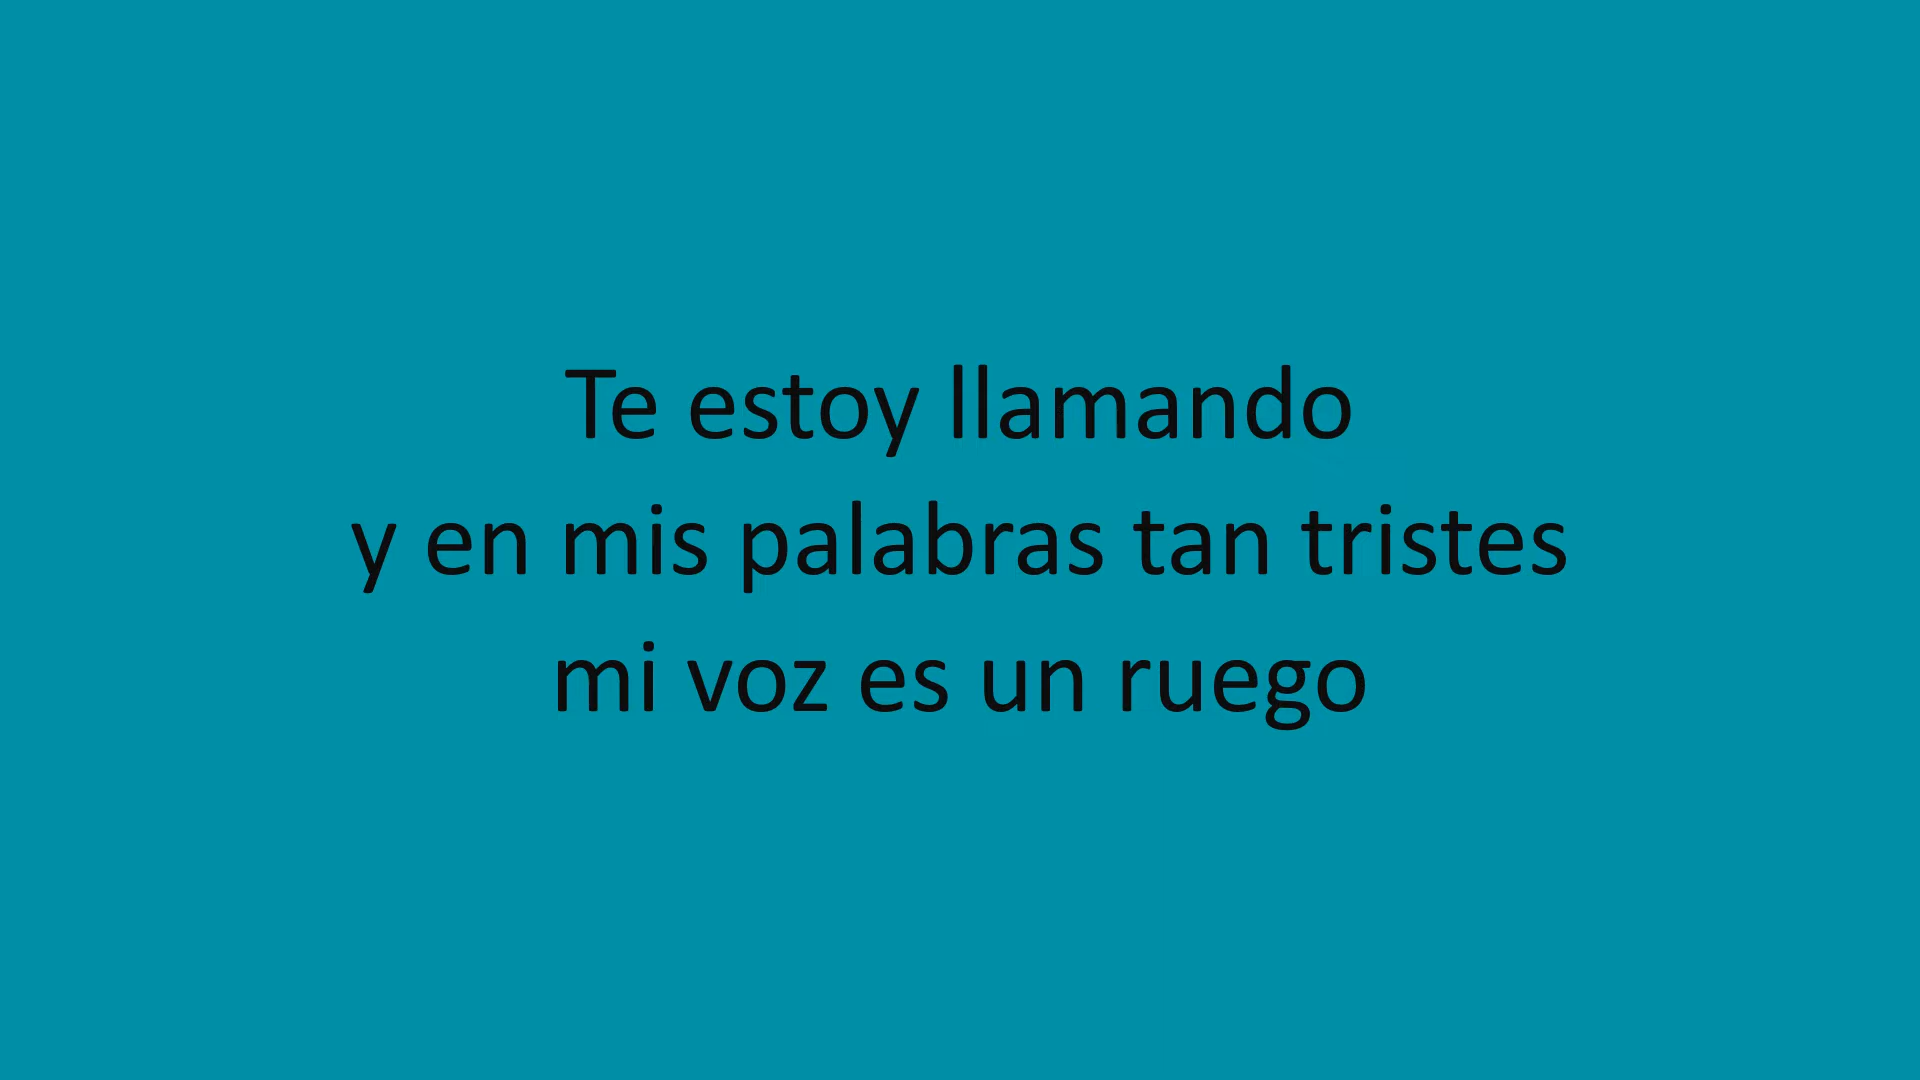 Te estoy llamando
y en mis palabras tan tristes
mi voz es un ruego